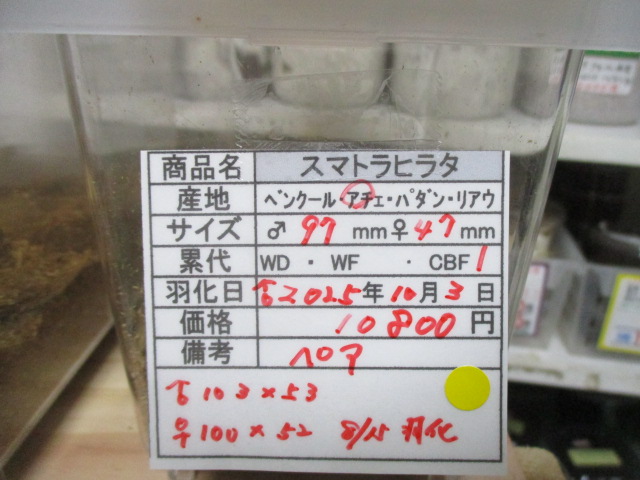 商品名 スマトラヒラタ
産地 ベンクール・アチェ・パダン・リアウ
サイズ ♂ 97 mm ♀ 47 mm
累代 WD ・ WF ・ CBF1
羽化日 ♂2025年10月3日
価格 10800円
備考 ペア
♂103×53
♀100×52 8/15 羽化